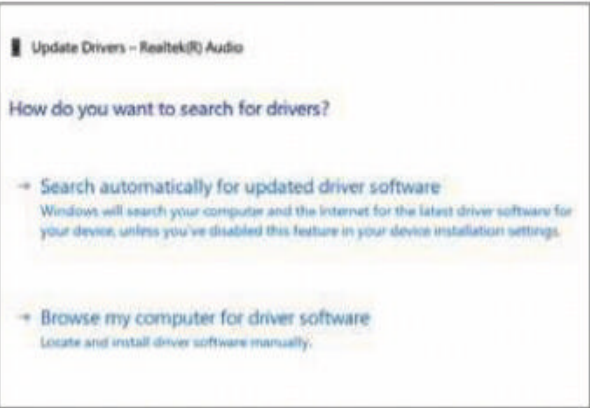 Update Drivers – Realtek(R) Audio
How do you want to search for drivers?
→ Search automatically for updated driver software
Windows will search your computer and the Internet for the latest driver software for
your device, unless you've disabled this feature in your device installation settings.
→ Browse my computer for driver software
Locate and install driver software manually.